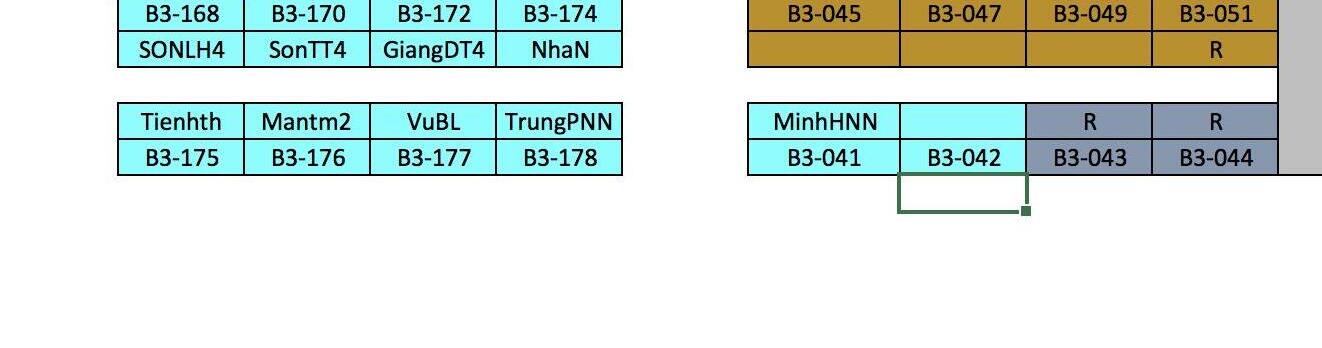 B3-168 B3-170 B3-172 B3-174 B3-045 B3-047 B3-049 B3-051
SONLH4 SonTT4 GiangDT4 NhaN R
Tienhth Mantm2 VuBL TrungPNN MinhHNN R R
B3-175 B3-176 B3-177 B3-178 B3-041 B3-042 B3-043 B3-044